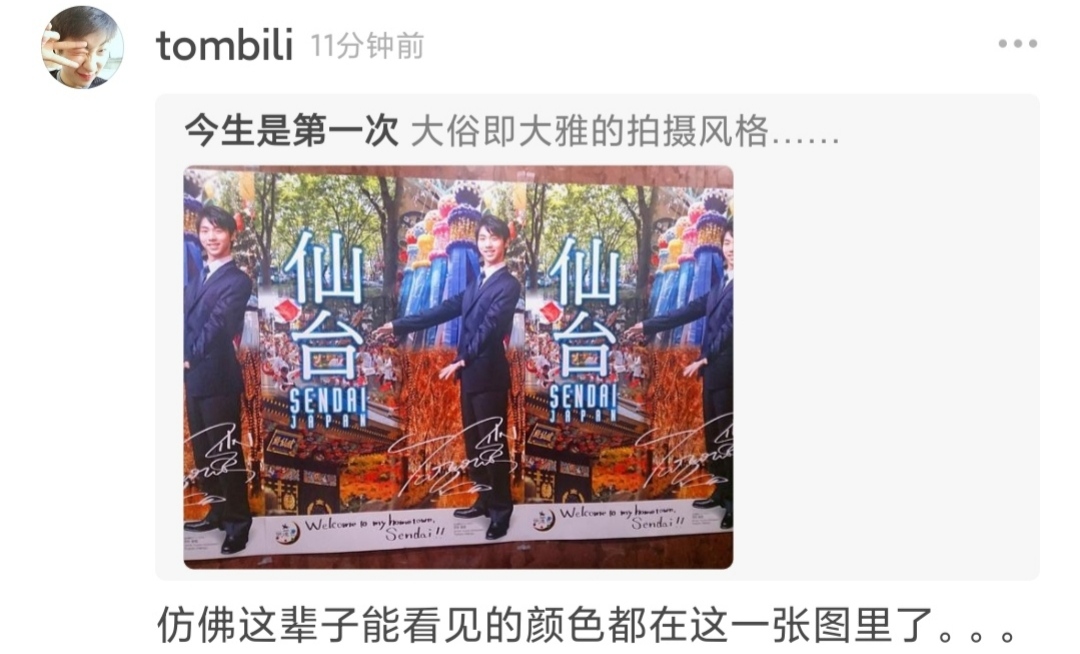 tombili 11分钟前
今生是第一次 大俗即大雅的拍摄风格……
仙台
SENDAI
JAPAN
Welcome to my hometown,
Sendai!!
仙台
SENDAI
JAPAN
Welcome to my hometown,
Sendai!!
仿佛这辈子能看见的颜色都在这一张图里了。。。